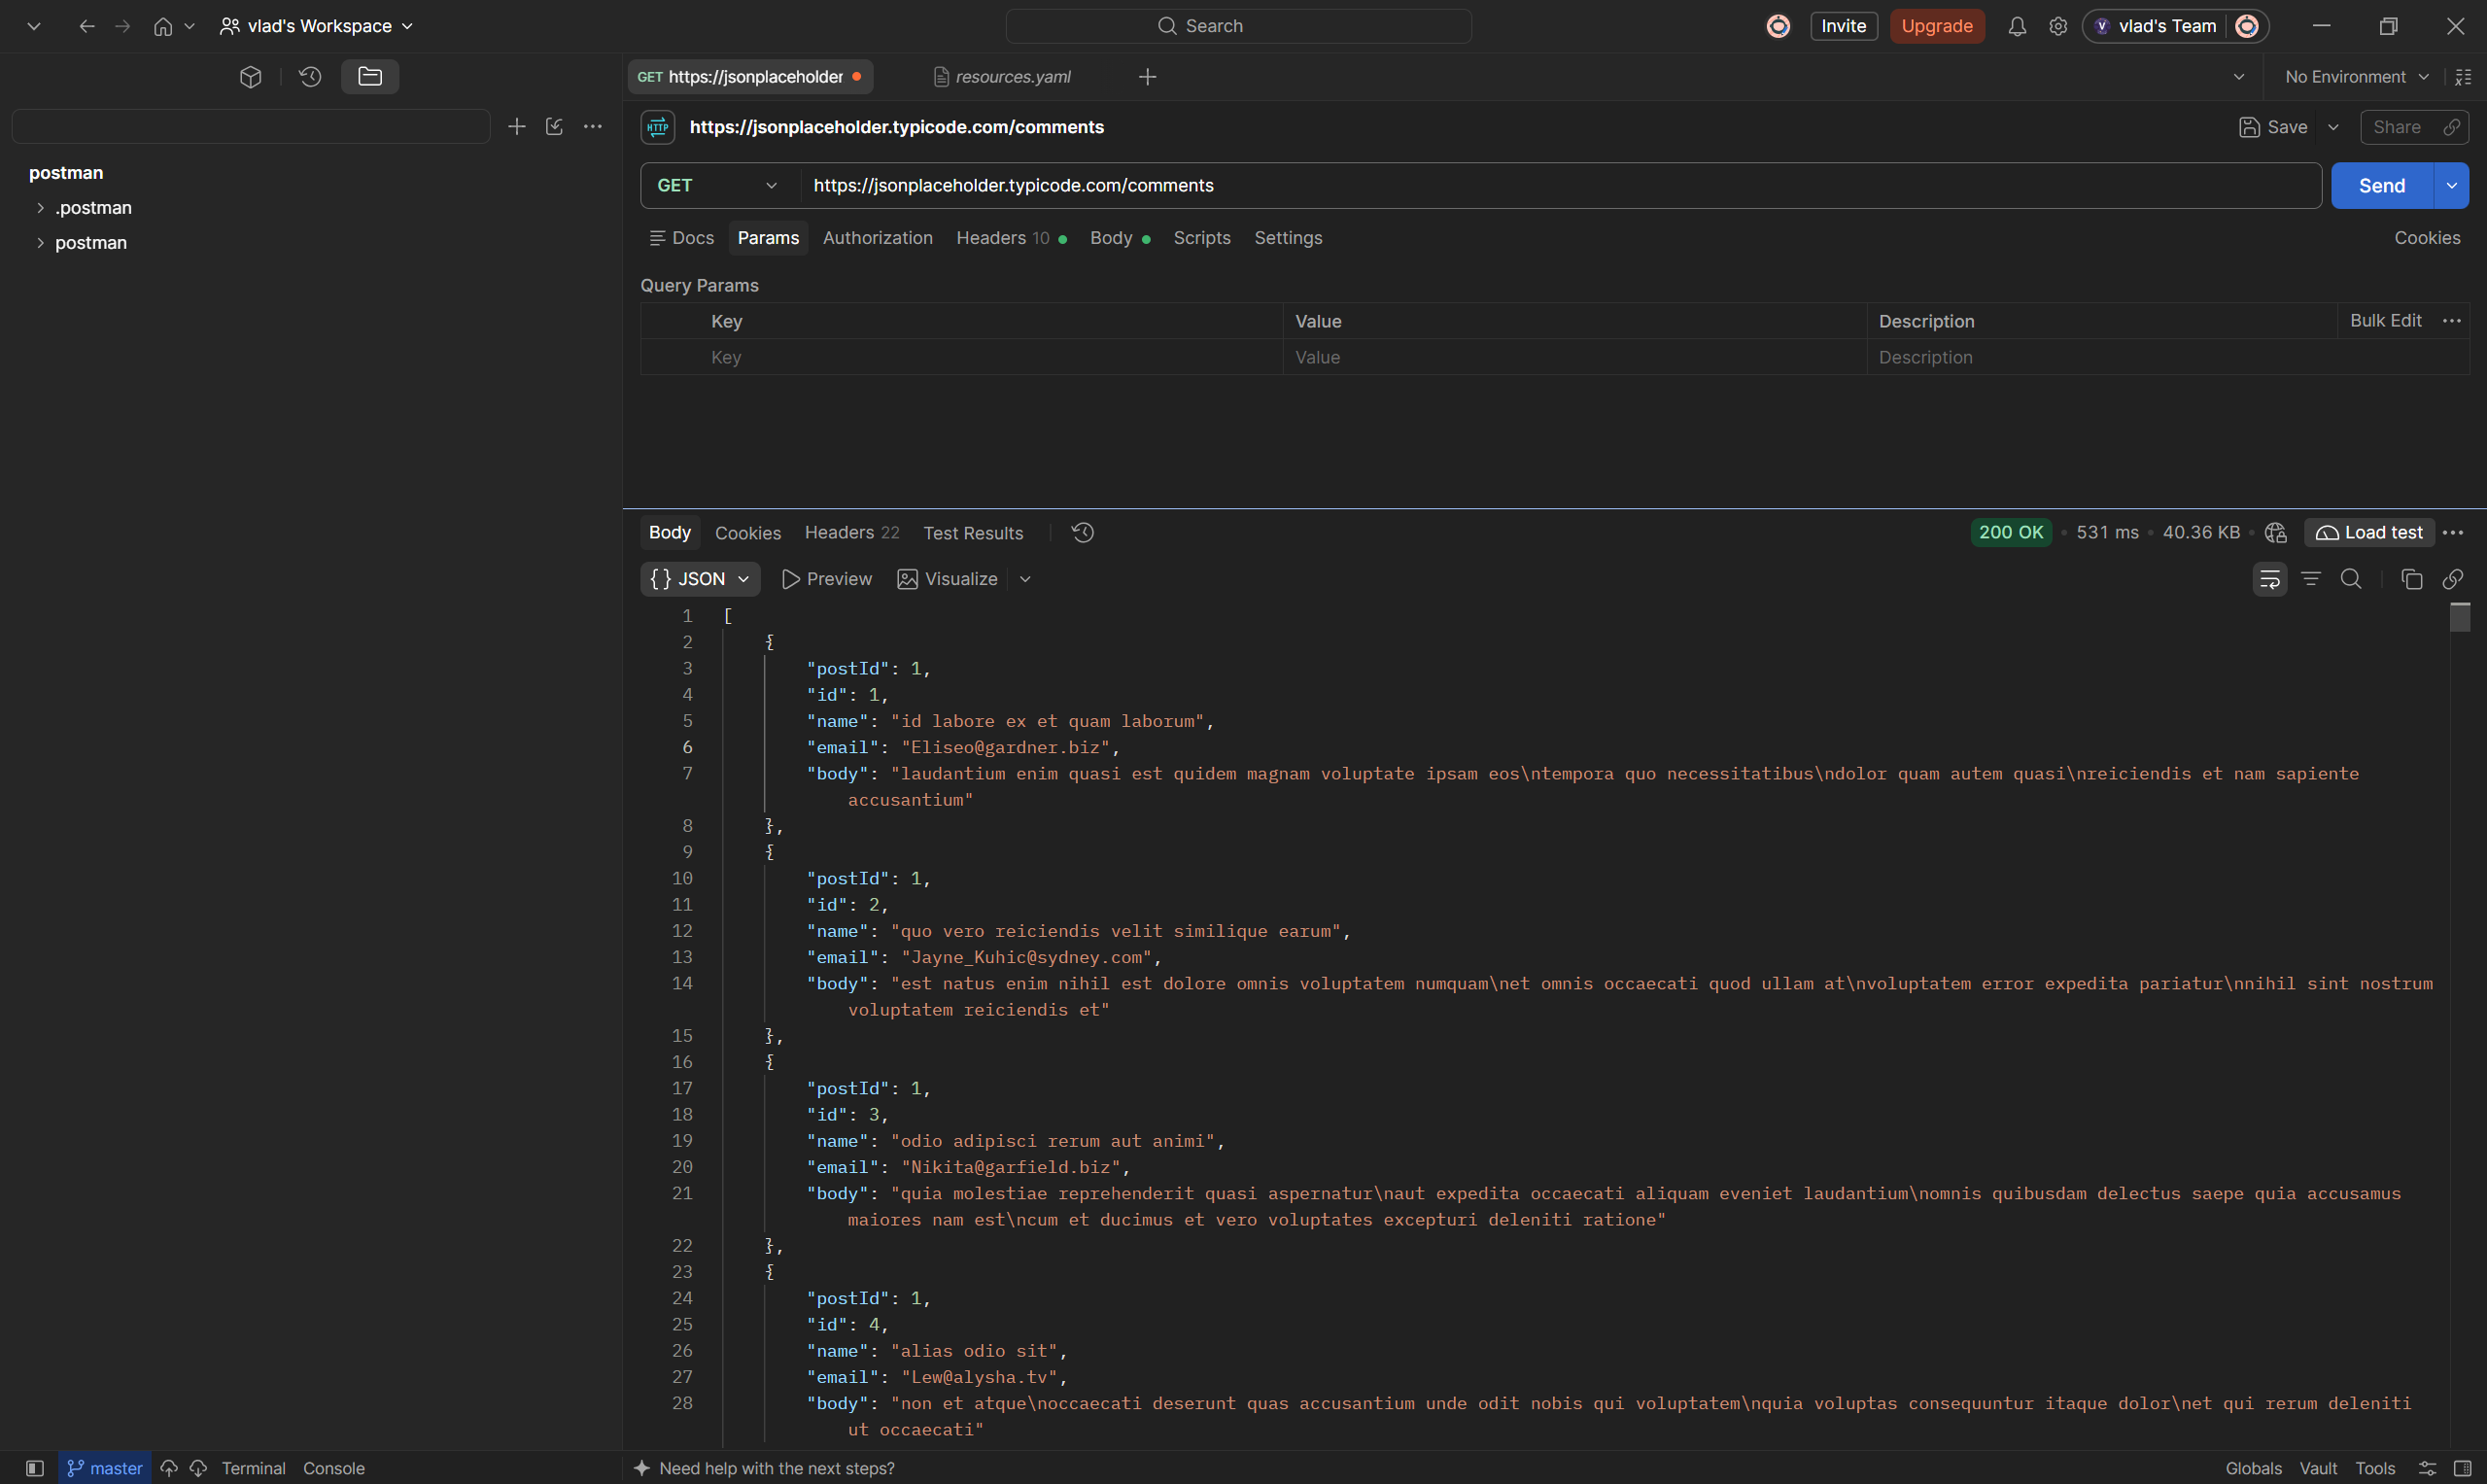 vlad's Workspace
Search
Invite
Upgrade
vlad's Team
GET https://jsonplaceholder
resources.yaml
No Environment
HTTP https://jsonplaceholder.typicode.com/comments
Save
Share
postman
.postman
postman
GET https://jsonplaceholder.typicode.com/comments
Send
Docs Params Authorization Headers 10 Body Scripts Settings
Cookies
Query Params
Key Value Description Bulk Edit
Key Value Description
Body Cookies Headers 22 Test Results
200 OK 531 ms 40.36 KB Load test
{} JSON Preview Visualize
1 [
2 {
3 "postId": 1,
4 "id": 1,
5 "name": "id labore ex et quam laborum",
6 "email": "Eliseo@gardner.biz",
7 "body": "laudantium enim quasi est quidem magnam voluptate ipsam eos\ntempora quo necessitatibus\ndolor quam autem quasi\nreiciendis et nam sapiente
accusantium"
8 },
9 {
10 "postId": 1,
11 "id": 2,
12 "name": "quo vero reiciendis velit similique earum",
13 "email": "Jayne_Kuhic@sydney.com",
14 "body": "est natus enim nihil est dolore omnis voluptatem numquam\net omnis occaecati quod ullam at\nvoluptatem error expedita pariatur\nnihil sint nostrum
voluptatem reiciendis et"
15 },
16 {
17 "postId": 1,
18 "id": 3,
19 "name": "odio adipisci rerum aut animi",
20 "email": "Nikita@garfield.biz",
21 "body": "quia molestiae reprehenderit quasi aspernatur\naut expedita occaecati aliquam eveniet laudantium\nomnis quibusdam delectus saepe quia accusamus
maiores nam est\ncum et ducimus et vero voluptates excepturi deleniti ratione"
22 },
23 {
24 "postId": 1,
25 "id": 4,
26 "name": "alias odio sit",
27 "email": "Lew@alysha.tv",
28 "body": "non et atque\noccaecati deserunt quas accusantium unde odit nobis qui voluptatem\nquia voluptas consequuntur itaque dolor\net qui rerum deleniti
ut occaecati"
master Terminal Console
Need help with the next steps?
Globals Vault Tools